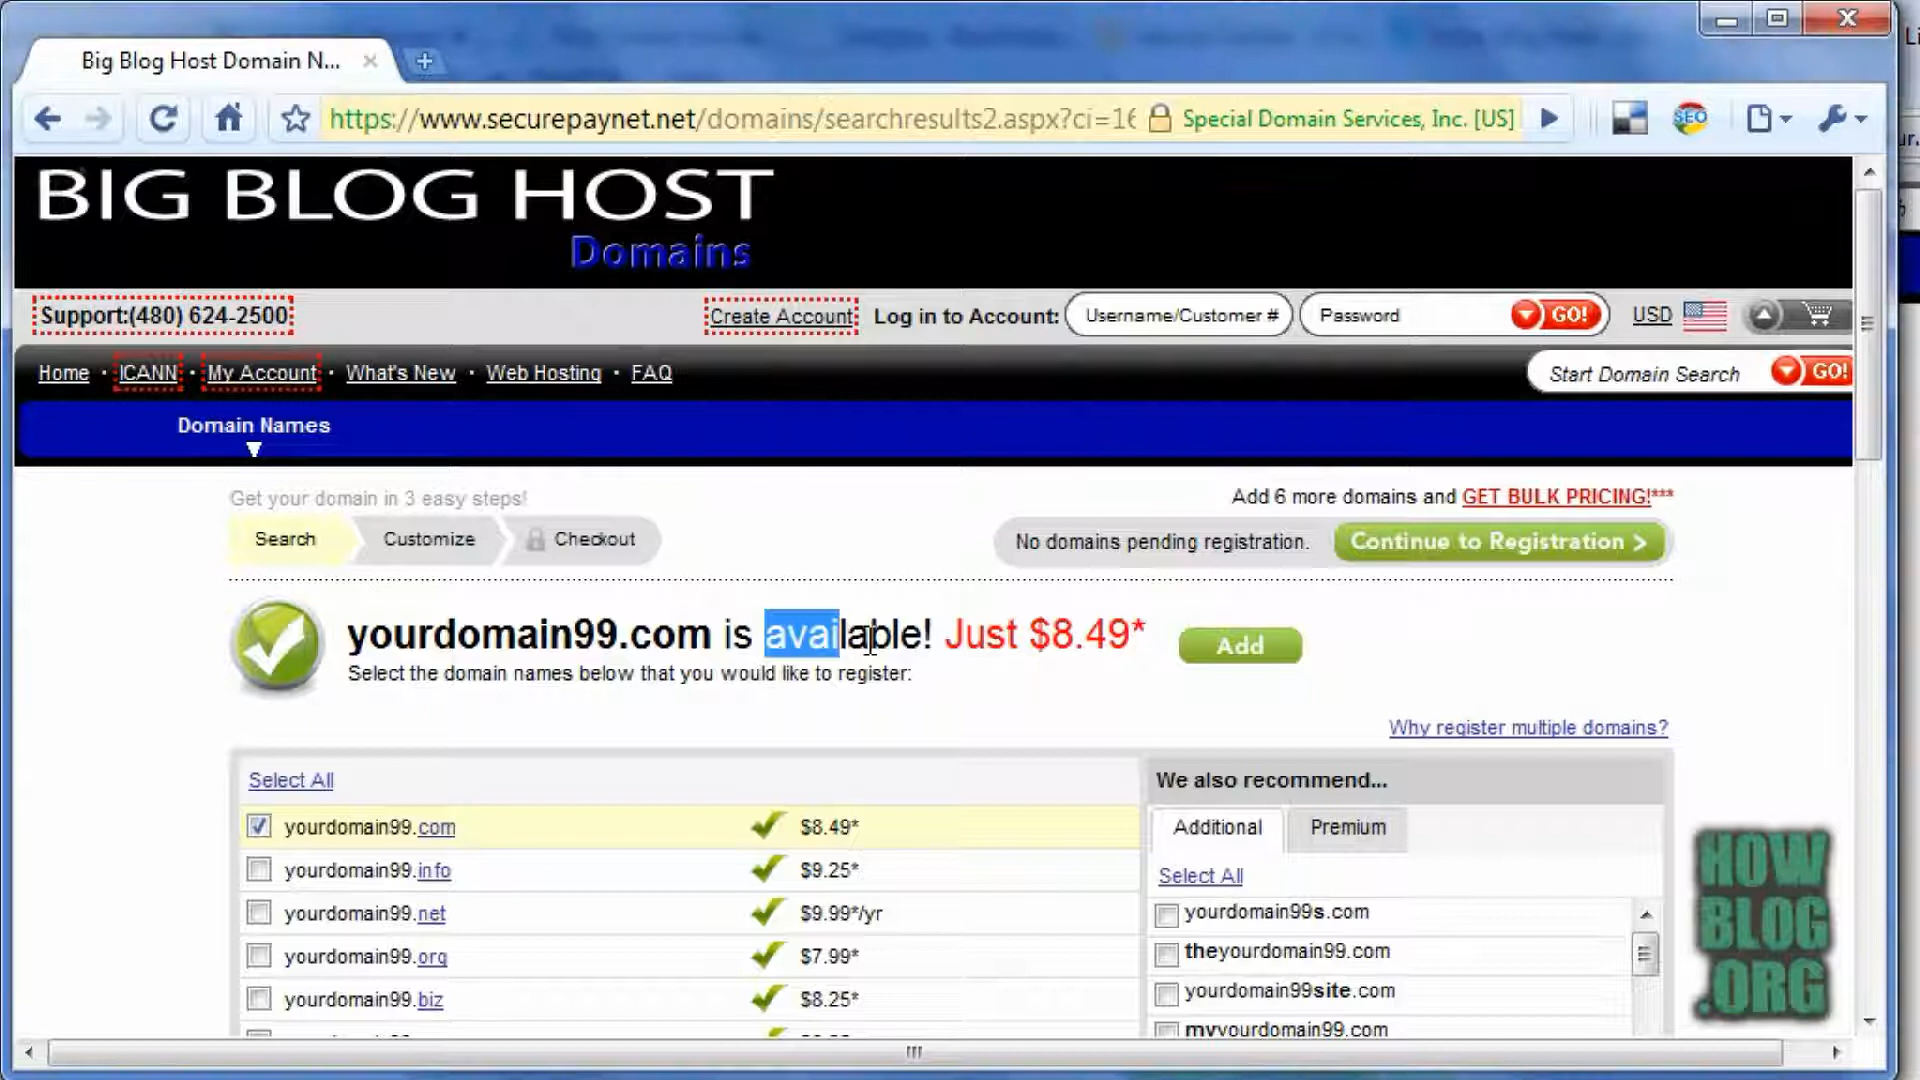 Big Blog Host Domain N...
https://www.securepaynet.net/domains/searchresults2.aspx?ci=16
Special Domain Services, Inc. [US]
SEO
BIG BLOG HOST
Domains
Support:(480) 624-2500
Create Account
Log in to Account:
Username/Customer #
Password
GO!
USD
Home · ICANN · My Account · What's New · Web Hosting · FAQ
Start Domain Search
GO!
Domain Names
Get your domain in 3 easy steps!
Add 6 more domains and GET BULK PRICING!***
Search
Customize
Checkout
No domains pending registration.
Continue to Registration >
yourdomain99.com is available! Just $8.49*
Add
Select the domain names below that you would like to register:
Why register multiple domains?
Select All
We also recommend...
yourdomain99.com $8.49*
Additional
Premium
yourdomain99.info $9.25*
Select All
yourdomain99.net $9.99*/yr
yourdomain99s.com
yourdomain99.org $7.99*
theyourdomain99.com
yourdomain99.biz $8.25*
yourdomain99site.com
myyourdomain99.com
HOW
BLOG
.ORG